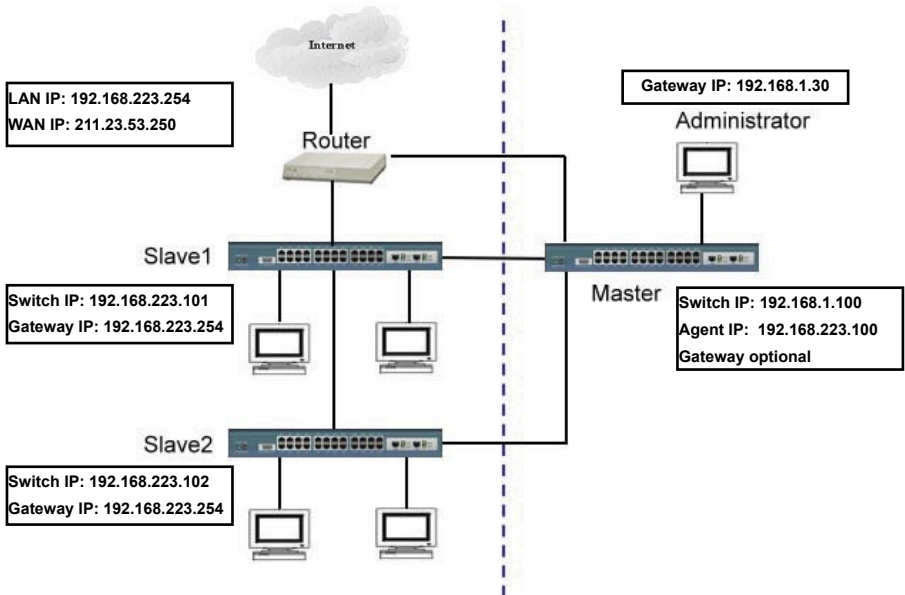 Internet
LAN IP: 192.168.223.254
WAN IP: 211.23.53.250
Router
Gateway IP: 192.168.1.30
Administrator
Slave1
Switch IP: 192.168.223.101
Gateway IP: 192.168.223.254
Master
Switch IP: 192.168.1.100
Agent IP: 192.168.223.100
Gateway optional
Slave2
Switch IP: 192.168.223.102
Gateway IP: 192.168.223.254